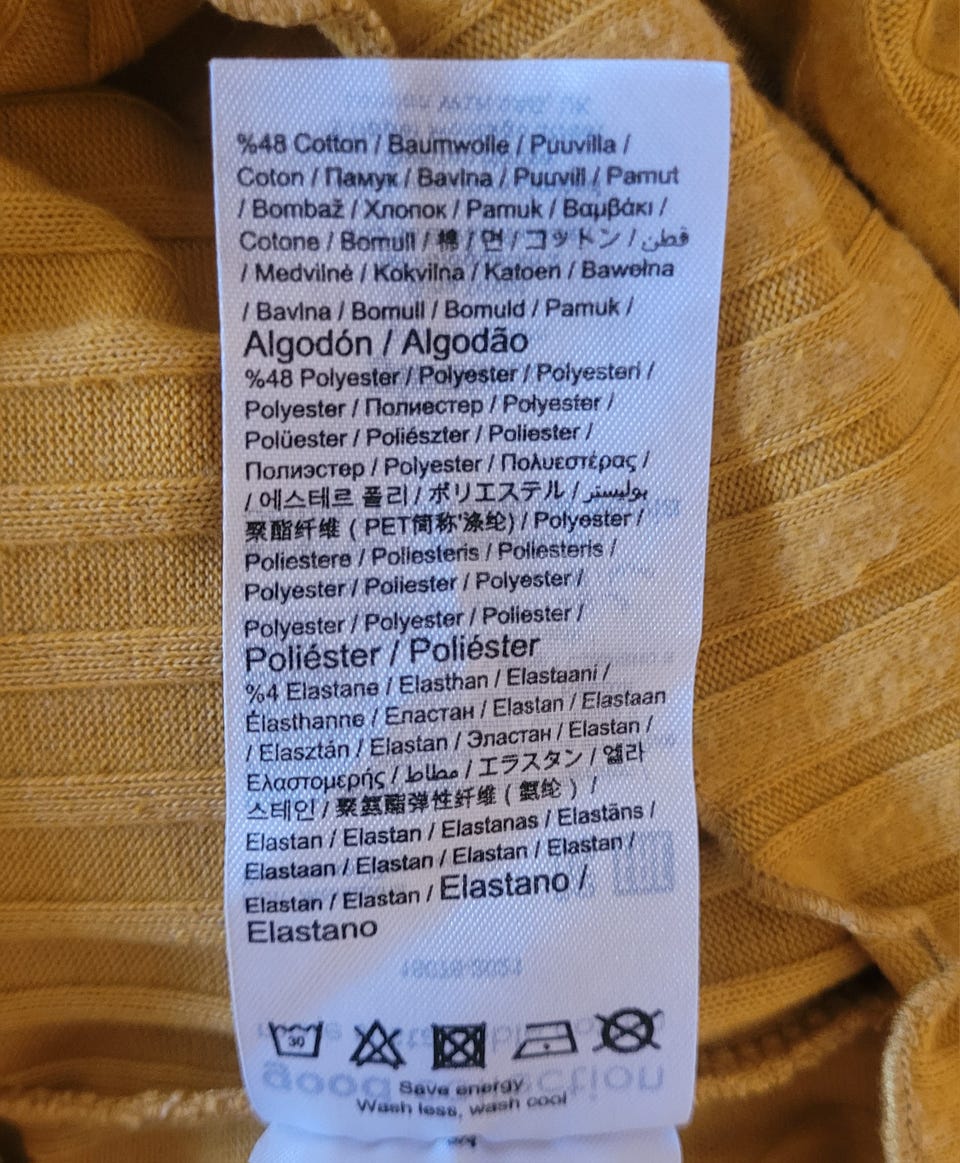 %48 Cotton / Baumwolle / Puuvilla /
Coton / Памук / Bavlna / Puuvill / Pamut
/ Bombaž / Хлопок / Pamuk / Βαμβάκι /
Cotone / Bomull / 棉 / 면 / コットン / قطن
/ Medvilnė / Kokvilna / Katoen / Bawełna
/ Bavlna / Bomull / Bomuld / Pamuk /
Algodón / Algodão
%48 Polyester / Polyester / Polyesteri /
Polyester / Полиестер / Polyester /
Polüester / Poliészter / Poliester /
Полиэстер / Polyester / Πολυεστέρας /
/ 에스테르 폴리 / ポリエステル / بوليستر
聚酯纤维 ( PET简称'涤纶) / Polyester /
Poliestere / Poliesteris / Poliesteris /
Polyester / Poliester / Polyester /
Polyester / Polyester / Poliester /
Poliéster / Poliéster
%4 Elastane / Elasthan / Elastaani /
Élasthanne / Еластан / Elastan / Elastaan
/ Elasztán / Elastan / Эластан / Elastan /
Ελαστομερής / مطاط / エラスタン / 엘라
스테인 / 聚氨酯弹性纤维 ( 氨纶 ) /
Elastan / Elastan / Elastanas / Elastāns /
Elastaan / Elastan / Elastan / Elastan /
Elastan / Elastan / Elastano /
Elastano
30
Save energy
Wash less, wash cool